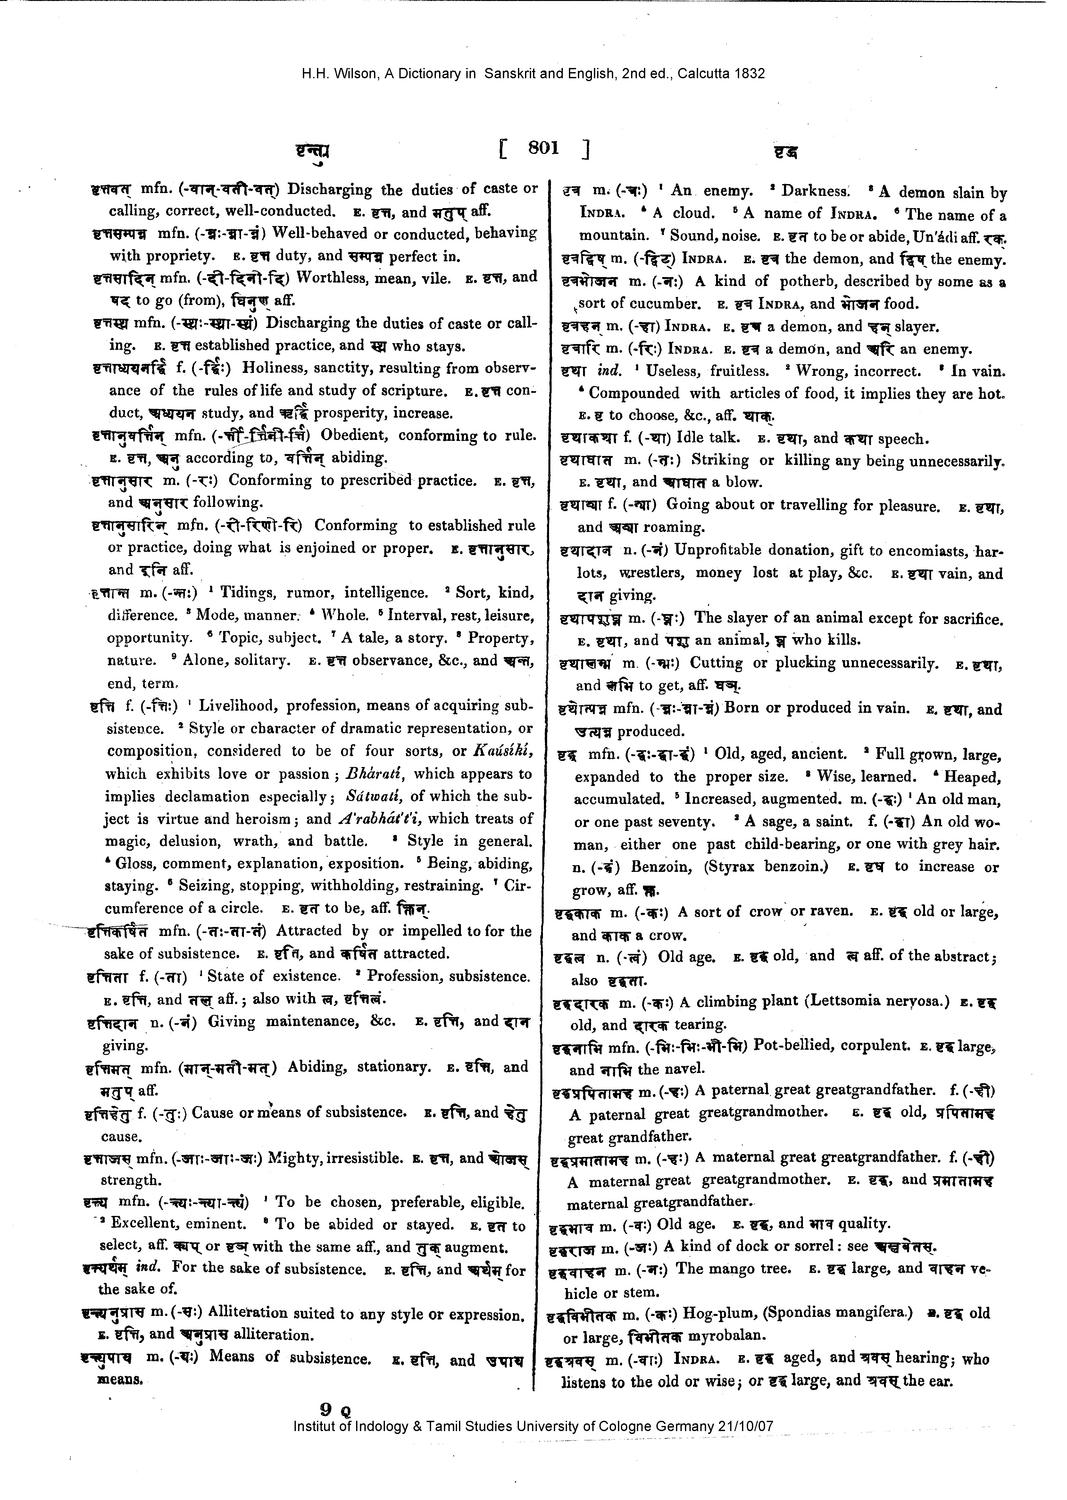 H.H. Wilson, A Dictionary in Sanskrit and English, 2nd ed., Calcutta 1832
वृत्त्यु [ 801 ] वृद्ध
वृत्तवत् mfn. (-वान्-वती-वत्) Discharging the duties of caste or
calling, correct, well-conducted. E. वृत्त, and मतुप् aff.
वृत्तसम्पन्न mfn. (-न्नः-न्ना-न्नं) Well-behaved or conducted, behaving
with propriety. E. वृत्त duty, and सम्पन्न perfect in.
वृत्तसादिन् mfn. (-दी-दिनी-दि) Worthless, mean, vile. E. वृत्त, and
षद to go (from), घिनुण् aff.
वृत्तस्थ mfn. (-स्थः-स्था-स्थं) Discharging the duties of caste or call-
ing. E. वृत्त established practice, and स्थ who stays.
वृत्ताध्ययनर्द्धि f. (-र्द्धिः) Holiness, sanctity, resulting from observ-
ance of the rules of life and study of scripture. E. वृत्त con-
duct, अध्ययन study, and ऋद्धि prosperity, increase.
वृत्तानुवर्त्तिन् mfn. (-र्त्ती-र्त्तिनी-र्त्ति) Obedient, conforming to rule.
E. वृत्त, अनु according to, वर्त्तिन् abiding.
वृत्तानुसार m. (-रः) Conforming to prescribed practice. E. वृत्त,
and अनुसार following.
वृत्तानुसारिन् mfn. (-री-रिणी-रि) Conforming to established rule
or practice, doing what is enjoined or proper. E. वृत्तानुसार,
and इनि aff.
वृत्तान्त m. (-न्तः) ¹ Tidings, rumor, intelligence. ² Sort, kind,
difference. ³ Mode, manner. ⁴ Whole. ⁵ Interval, rest, leisure,
opportunity. ⁶ Topic, subject. ⁷ A tale, a story. ⁸ Property,
nature. ⁹ Alone, solitary. E. वृत्त observance, &c., and अन्त,
end, term.
वृत्ति f. (-त्तिः) ¹ Livelihood, profession, means of acquiring sub-
sistence. ² Style or character of dramatic representation, or
composition, considered to be of four sorts, or Kaúsíkí,
which exhibits love or passion ; Bháratí, which appears to
implies declamation especially ; Sátwatí, of which the sub-
ject is virtue and heroism ; and A'rabhát't'i, which treats of
magic, delusion, wrath, and battle. ³ Style in general.
⁴ Gloss, comment, explanation, exposition. ⁵ Being, abiding,
staying. ⁶ Seizing, stopping, withholding, restraining. ⁷ Cir-
cumference of a circle. E. वृत to be, aff. क्तिन्.
वृत्तिकर्षित mfn. (-तः-ता-तं) Attracted by or impelled to for the
sake of subsistence. E. वृत्ति, and कर्षित attracted.
वृत्तिता f. (-ता) ¹ State of existence. ² Profession, subsistence.
E. वृत्ति, and तल् aff. ; also with त्व, वृत्तित्वं.
वृत्तिदान n. (-नं) Giving maintenance, &c. E. वृत्ति, and दान
giving.
वृत्तिमत् mfn. (मान्-मती-मत्) Abiding, stationary. E. वृत्ति, and
मतुप् aff.
वृत्तिहेतु f. (-तुः) Cause or means of subsistence. E. वृत्ति, and हेतु
cause.
वृत्तौजस् mfn. (-जाः-जाः-जः) Mighty, irresistible. E. वृत्त, and ओजस्
strength.
वृत्त्य mfn. (-त्त्यः-त्त्या-त्त्यं) ¹ To be chosen, preferable, eligible.
² Excellent, eminent. ³ To be abided or stayed. E. वृत to
select, aff. क्यप् or वृञ् with the same aff., and तुक् augment.
वृत्त्यर्थम् ind. For the sake of subsistence. E. वृत्ति, and अर्थम् for
the sake of.
वृत्त्यनुप्रास m. (-सः) Alliteration suited to any style or expression.
E. वृत्ति, and अनुप्रास alliteration.
वृत्त्युपाय m. (-यः) Means of subsistence. E. वृत्ति, and उपाय
means.
वृत्र m. (-त्रः) ¹ An enemy. ² Darkness. ³ A demon slain by
INDRA. ⁴ A cloud. ⁵ A name of INDRA. ⁶ The name of a
mountain. ⁷ Sound, noise. E. वृत to be or abide, Un'ádi aff. रक्.
वृत्रद्विष् m. (-द्विट्) INDRA. E. वृत्र the demon, and द्विष् the enemy.
वृत्रभोजन m. (-नः) A kind of potherb, described by some as a
sort of cucumber. E. वृत्र INDRA, and भोजन food.
वृत्रहन् m. (-हा) INDRA. E. वृत्र a demon, and हन् slayer.
वृत्रारि m. (-रिः) INDRA. E. वृत्र a demon, and अरि an enemy.
वृथा ind. ¹ Useless, fruitless. ² Wrong, incorrect. ³ In vain.
⁴ Compounded with articles of food, it implies they are hot.
E. वृ to choose, &c., aff. थाक्.
वृथाकथा f. (-था) Idle talk. E. वृथा, and कथा speech.
वृथाघात m. (-तः) Striking or killing any being unnecessarily.
E. वृथा, and आघात a blow.
वृथाट्या f. (-ट्या) Going about or travelling for pleasure. E. वृथा,
and अट्या roaming.
वृथादान n. (-नं) Unprofitable donation, gift to encomiasts, har-
lots, wrestlers, money lost at play, &c. E. वृथा vain, and
दान giving.
वृथापशुघ्न m. (-घ्नः) The slayer of an animal except for sacrifice.
E. वृथा, and पशु an animal, घ्न who kills.
वृथालम्भ m. (-म्भः) Cutting or plucking unnecessarily. E. वृथा,
and लभि to get, aff. घञ्.
वृथोत्पन्न mfn. (-न्नः-न्ना-न्नं) Born or produced in vain. E. वृथा, and
उत्पन्न produced.
वृद्ध mfn. (-द्धः-द्धा-द्धं) ¹ Old, aged, ancient. ² Full grown, large,
expanded to the proper size. ³ Wise, learned. ⁴ Heaped,
accumulated. ⁵ Increased, augmented. m. (-द्धः) ¹ An old man,
or one past seventy. ² A sage, a saint. f. (-द्धा) An old wo-
man, either one past child-bearing, or one with grey hair.
n. (-द्धं) Benzoin, (Styrax benzoin.) E. वृध to increase or
grow, aff. क्त.
वृद्धकाक m. (-कः) A sort of crow or raven. E. वृद्ध old or large,
and काक a crow.
वृद्धत्व n. (-त्वं) Old age. E. वृद्ध old, and त्व aff. of the abstract ;
also वृद्धता.
वृद्धदारक m. (-कः) A climbing plant (Lettsomia neryosa.) E. वृद्ध
old, and दारक tearing.
वृद्धनाभि mfn. (-भिः-भिः-भी-भि) Pot-bellied, corpulent. E. वृद्ध large,
and नाभि the navel.
वृद्धप्रपितामह m. (-हः) A paternal great greatgrandfather. f. (-ही)
A paternal great greatgrandmother. E. वृद्ध old, प्रपितामह
great grandfather.
वृद्धप्रमातामह m. (-हः) A maternal great greatgrandfather. f. (-ही)
A maternal great greatgrandmother. E. वृद्ध, and प्रमातामह
maternal greatgrandfather.
वृद्धभाव m. (-वः) Old age. E. वृद्ध, and भाव quality.
वृद्धराज m. (-जः) A kind of dock or sorrel : see अम्लवेतस्.
वृद्धवाहन m. (-नः) The mango tree. E. वृद्ध large, and वाहन ve-
hicle or stem.
वृद्धविभीतक m. (-कः) Hog-plum, (Spondias mangifera.) E. वृद्ध old
or large, विभीतक myrobalan.
वृद्धश्रवस् m. (-वाः) INDRA. E. वृद्ध aged, and श्रवस् hearing ; who
listens to the old or wise ; or वृद्ध large, and श्रवस् the ear.
9 Q
Institut of Indology & Tamil Studies University of Cologne Germany 21/10/07